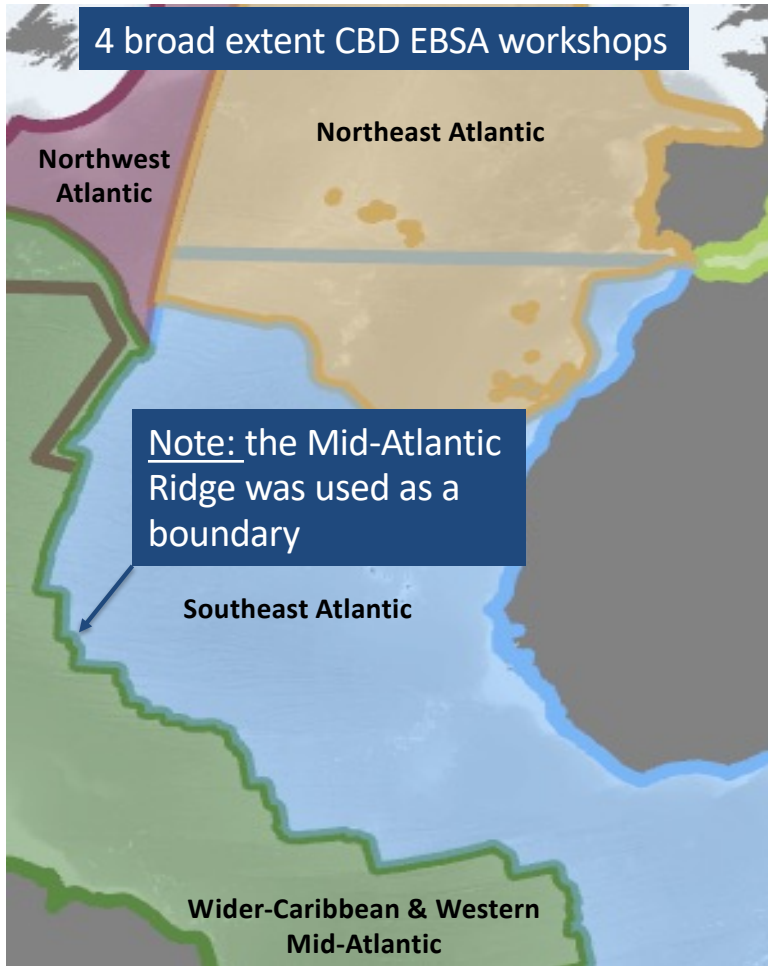 4 broad extent CBD EBSA workshops
Northeast Atlantic
Northwest
Atlantic
Note: the Mid-Atlantic
Ridge was used as a
boundary
Southeast Atlantic
Wider-Caribbean & Western
Mid-Atlantic